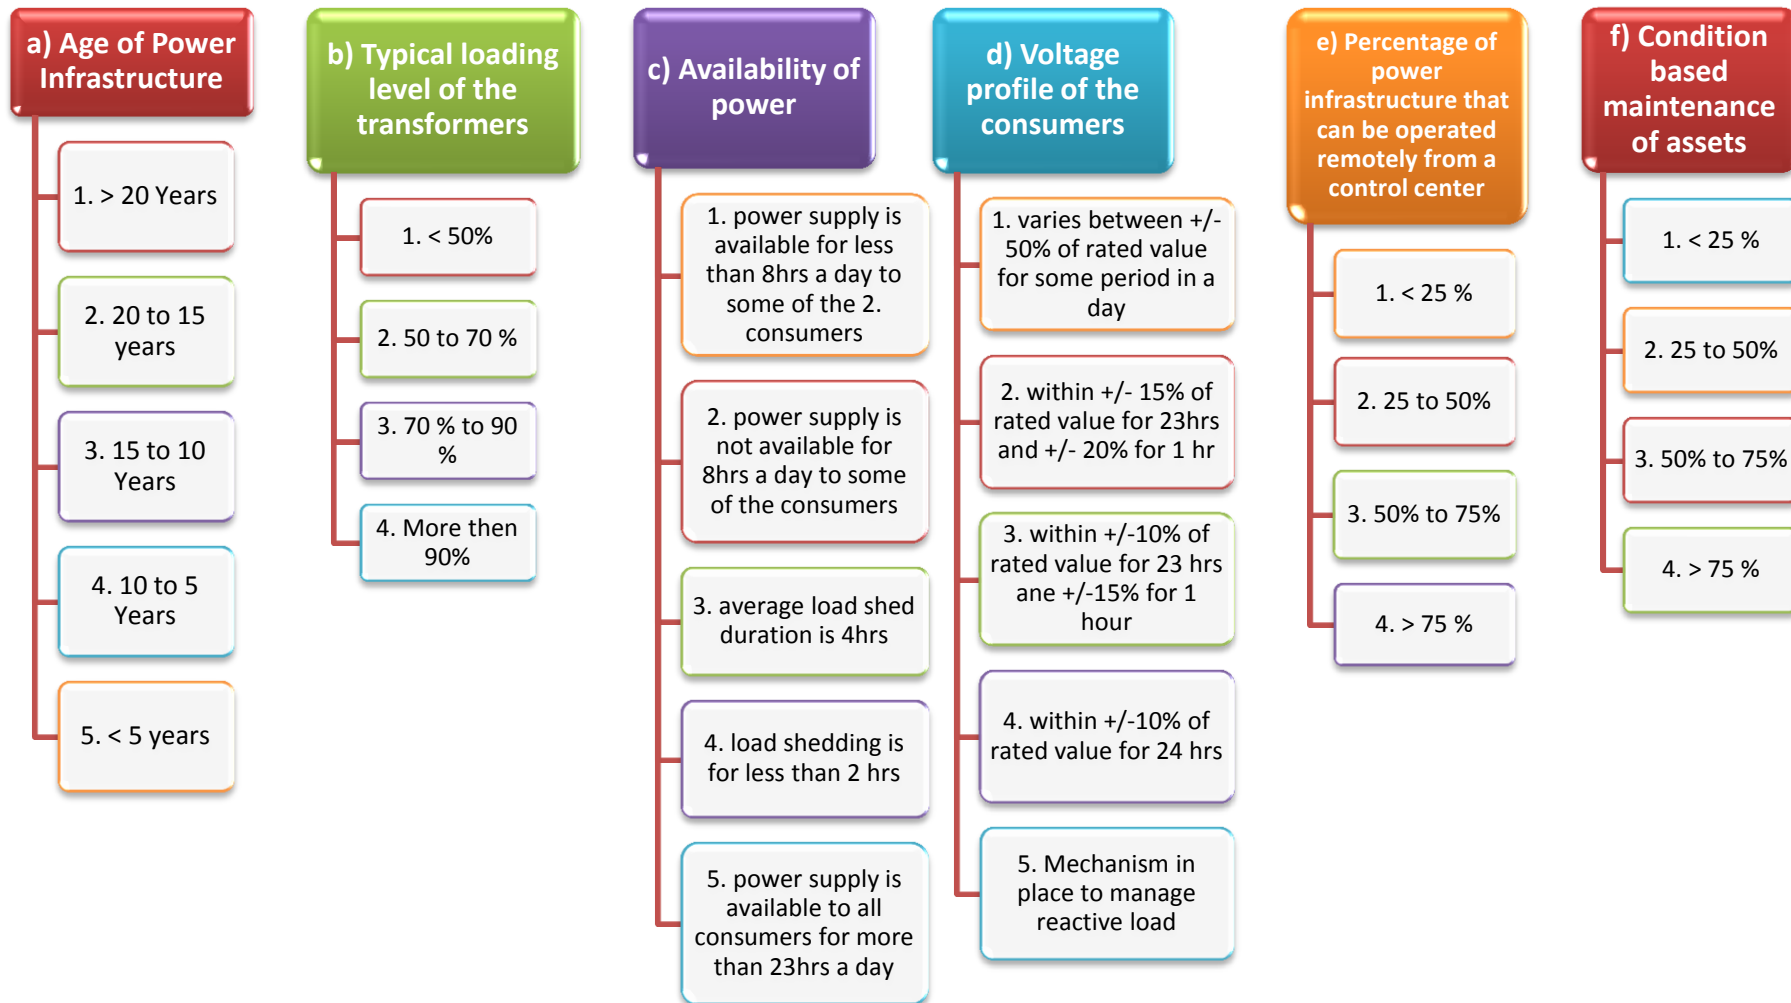 a) Age of Power
Infrastructure
1. > 20 Years
2. 20 to 15
years
3. 15 to 10
Years
4. 10 to 5
Years
5. < 5 years
b) Typical loading
level of the
transformers
1. < 50%
2. 50 to 70 %
3. 70 % to 90
%
4. More then
90%
c) Availability of
power
1. power supply is
available for less
than 8hrs a day to
some of the 2.
consumers
2. power supply is
not available for
8hrs a day to some
of the consumers
3. average load shed
duration is 4hrs
4. load shedding is
for less than 2 hrs
5. power supply is
available to all
consumers for more
than 23hrs a day
d) Voltage
profile of the
consumers
1. varies between +/-
50% of rated value
for some period in a
day
2. within +/- 15% of
rated value for 23hrs
and +/- 20% for 1 hr
3. within +/-10% of
rated value for 23 hrs
ane +/-15% for 1
hour
4. within +/-10% of
rated value for 24 hrs
5. Mechanism in
place to manage
reactive load
e) Percentage of
power
infrastructure that
can be operated
remotely from a
control center
1. < 25 %
2. 25 to 50%
3. 50% to 75%
4. > 75 %
f) Condition
based
maintenance
of assets
1. < 25 %
2. 25 to 50%
3. 50% to 75%
4. > 75 %